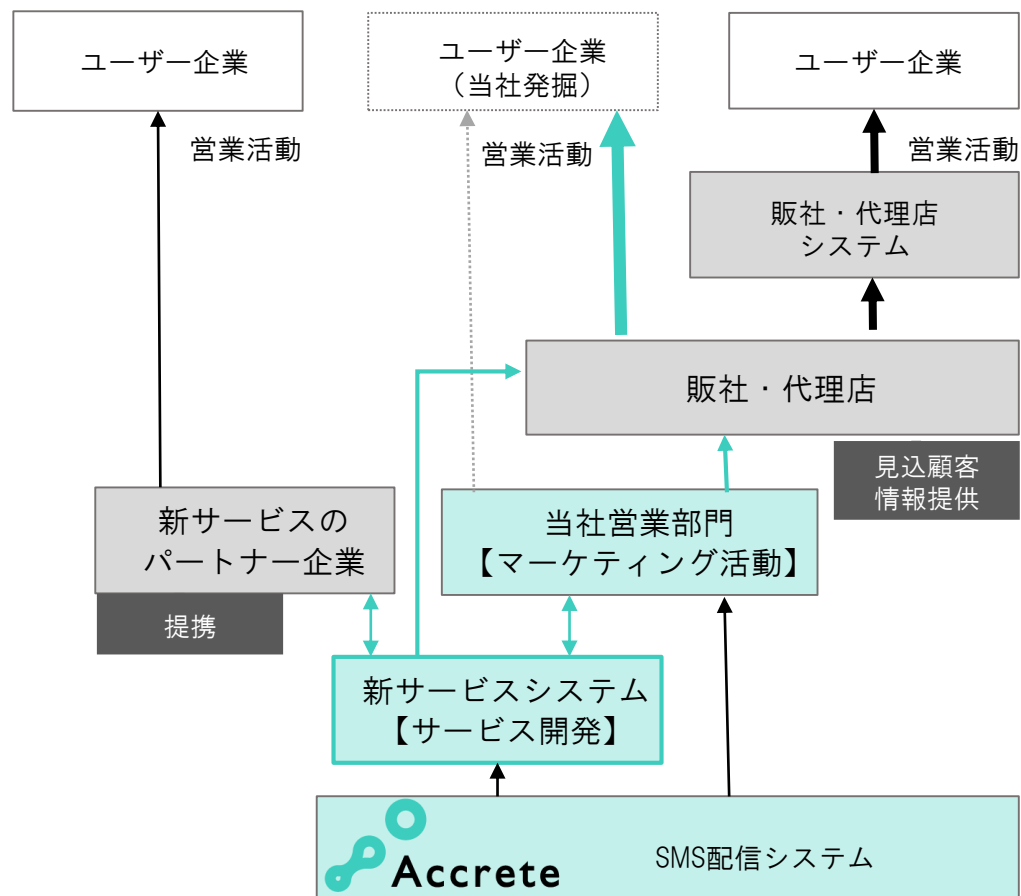 ユーザー企業
ユーザー企業
（当社発掘）
ユーザー企業
営業活動
営業活動
営業活動
販社・代理店
システム
販社・代理店
見込顧客
情報提供
新サービスの
パートナー企業
提携
当社営業部門
【マーケティング活動】
新サービスシステム
【サービス開発】
Accrete
SMS配信システム